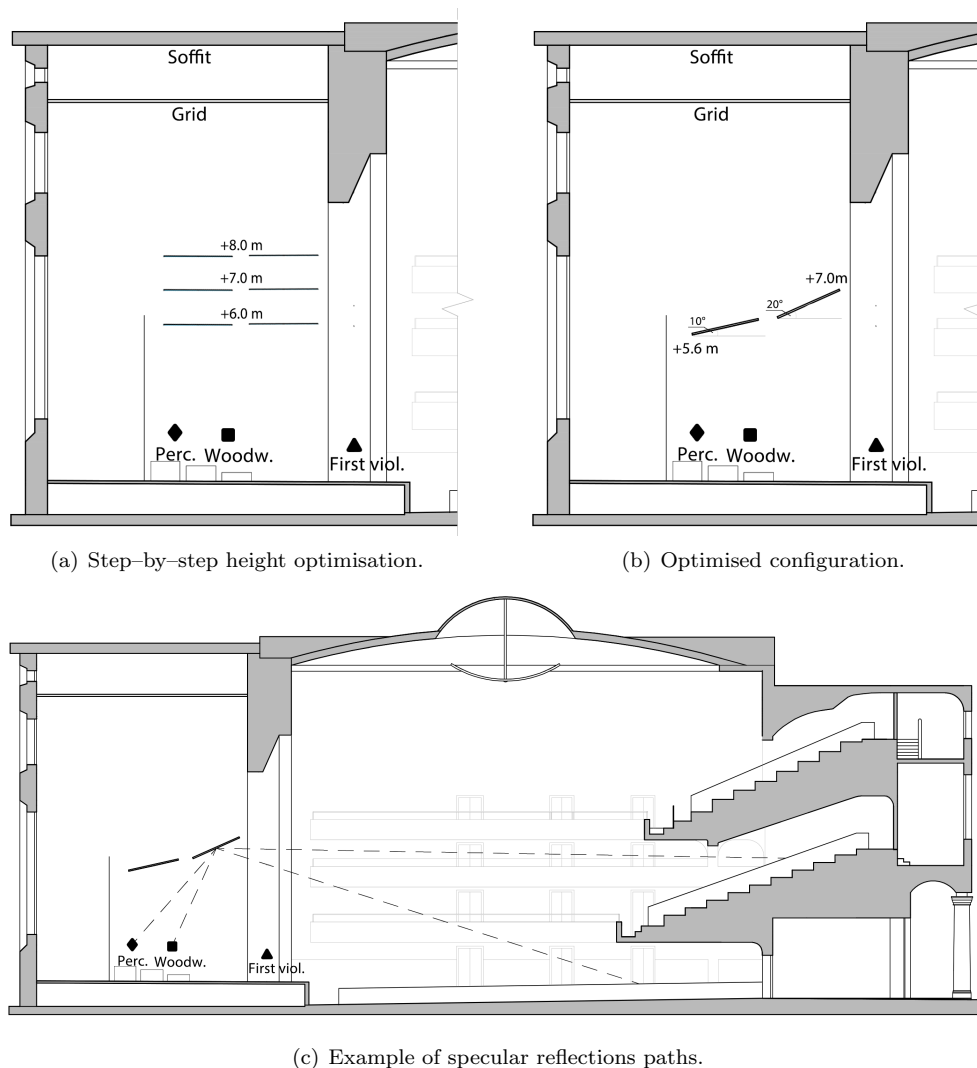 Soffit
Grid
+8.0 m
+7.0 m
+6.0 m
Perc. Woodw.
First viol.
(a) Step–by–step height optimisation.
Soffit
Grid
+7.0m
20°
10°
+5.6 m
Perc. Woodw.
First viol.
(b) Optimised configuration.
Perc. Woodw.
First viol.
(c) Example of specular reflections paths.